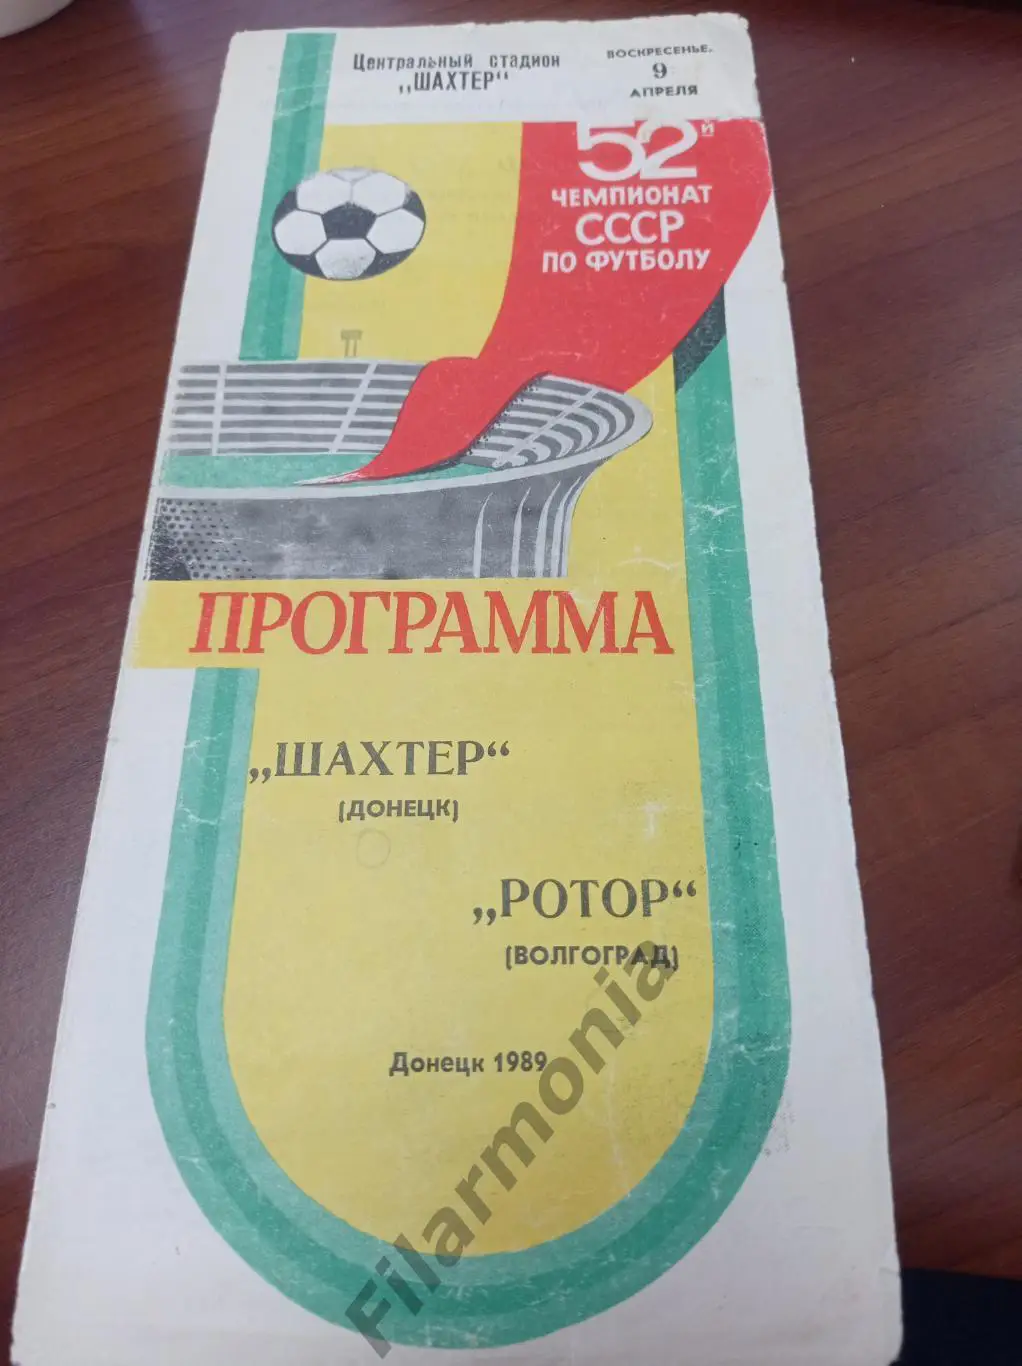 Центральный стадион
„ШАХТЕР“
ВОСКРЕСЕНЬЕ,
9
АПРЕЛЯ
52й
ЧЕМПИОНАТ
СССР
ПО ФУТБОЛУ
ПРОГРАММА
„ШАХТЕР“
(ДОНЕЦК)
„РОТОР“
(ВОЛГОГРАД)
Донецк 1989
Filarmonia